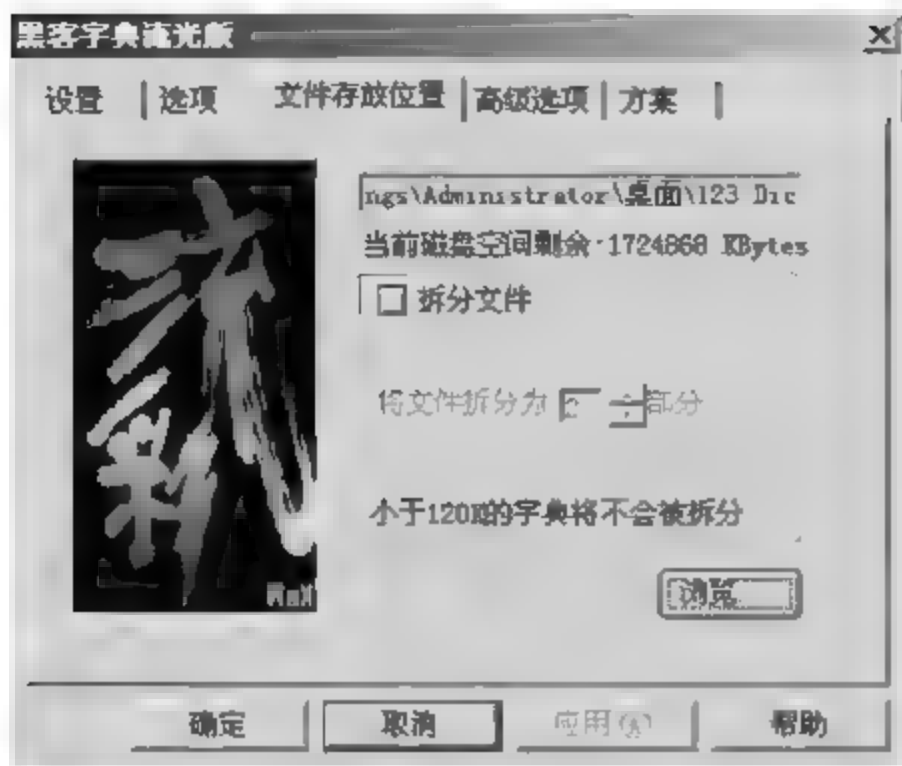 黑客字典流光版
设置 选项 文件存放位置 高级选项 方案
ngs\Administrator\桌面\123 Dic
当前磁盘空间剩余:1724868 KBytes
拆分文件
将文件拆分为 部分
小于120K的字典将不会被拆分
浏览
确定 取消 应用(A) 帮助